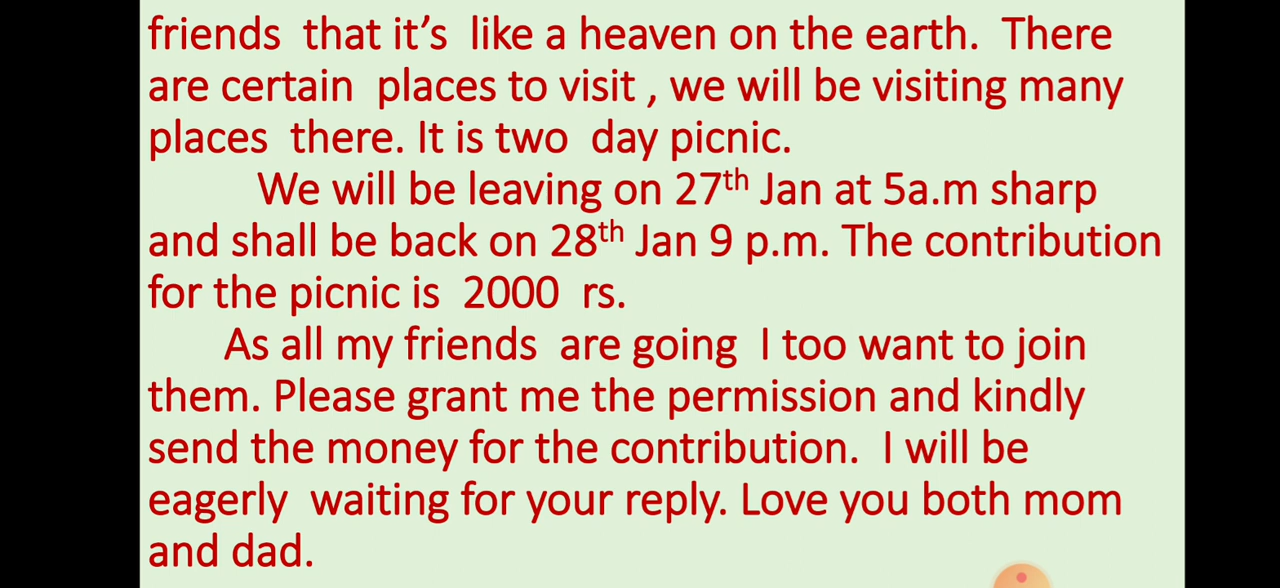 friends that it’s like a heaven on the earth. There
are certain places to visit , we will be visiting many
places there. It is two day picnic.
We will be leaving on 27th Jan at 5a.m sharp
and shall be back on 28th Jan 9 p.m. The contribution
for the picnic is 2000 rs.
As all my friends are going I too want to join
them. Please grant me the permission and kindly
send the money for the contribution. I will be
eagerly waiting for your reply. Love you both mom
and dad.